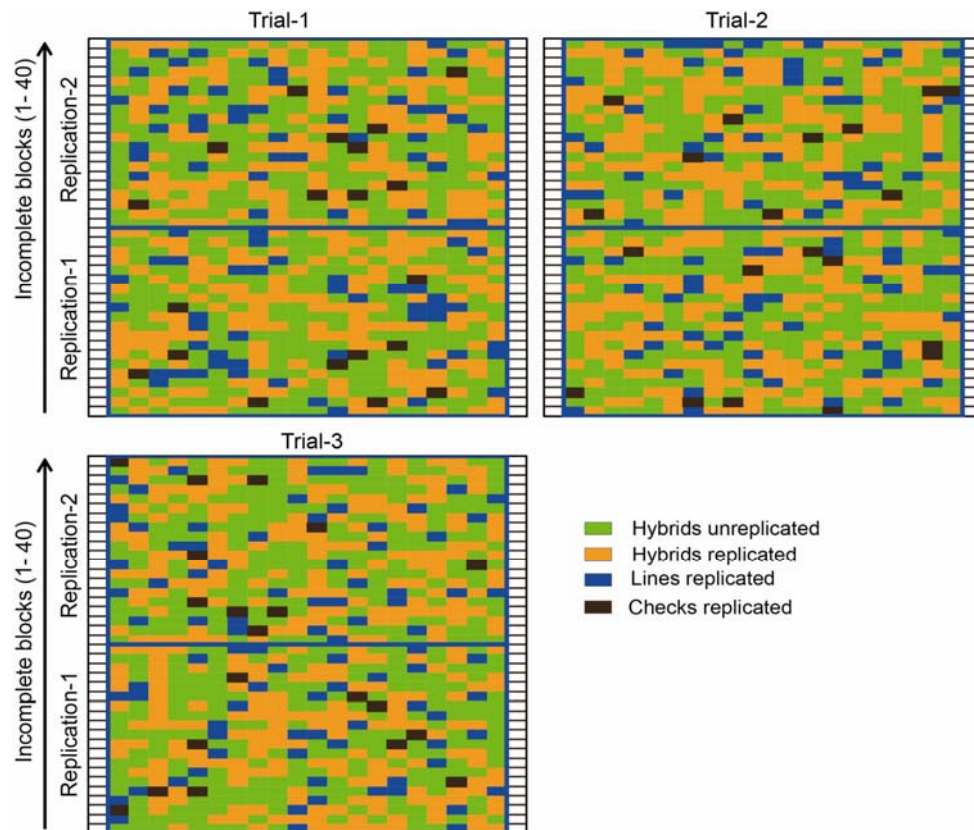 Trial-1
Trial-2
Incomplete blocks (1- 40)
Replication-2
Replication-1
Trial-3
Incomplete blocks (1- 40)
Replication-2
Replication-1
Hybrids unreplicated
Hybrids replicated
Lines replicated
Checks replicated